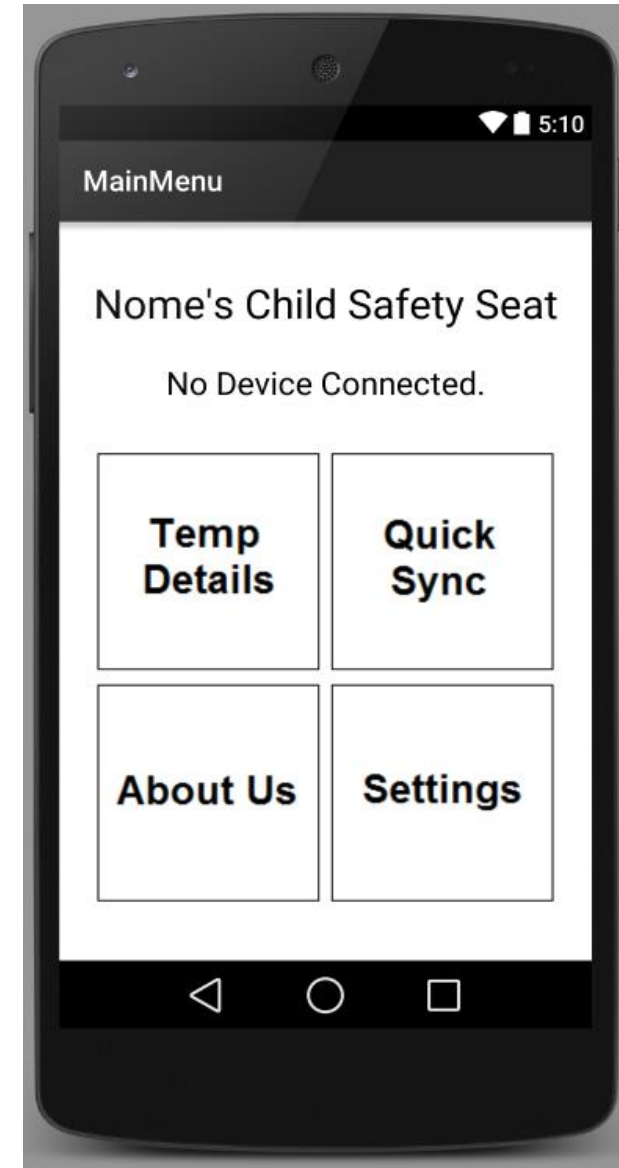 5:10
MainMenu
Nome's Child Safety Seat
No Device Connected.
Temp
Details
Quick
Sync
About Us
Settings